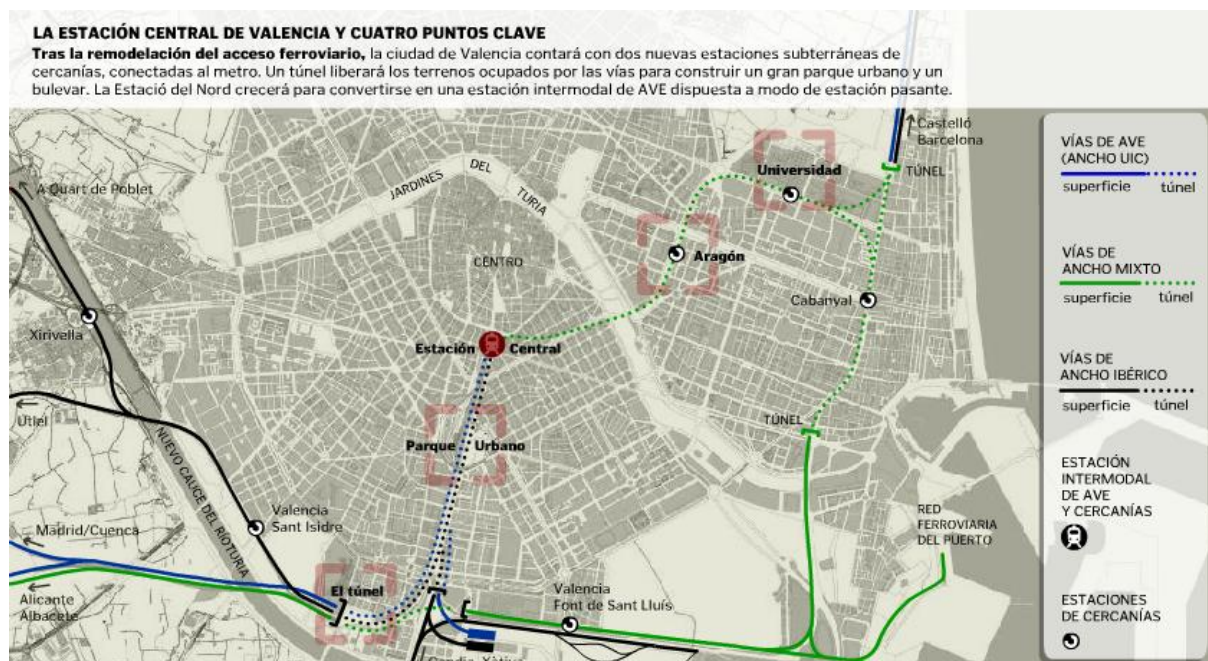 LA ESTACIÓN CENTRAL DE VALENCIA Y CUATRO PUNTOS CLAVE
Tras la remodelación del acceso ferroviario, la ciudad de Valencia contará con dos nuevas estaciones subterráneas de
cercanías, conectadas al metro. Un túnel liberará los terrenos ocupados por las vías para construir un gran parque urbano y un
bulevar. La Estació del Nord crecerá para convertirse en una estación intermodal de AVE dispuesta a modo de estación pasante.
Castelló
Barcelona
TÚNEL
A Quart de Poblet
JARDINES DEL TURIA
Universidad
CENTRO
Aragón
Cabanyal
Xirivella
Estación Central
Utiel
NUEVO CAUCE DEL RÍO TURIA
Parque Urbano
TÚNEL
Valencia
Sant Isidre
Madrid/Cuenca
RED
FERROVIARIA
DEL PUERTO
El túnel
Valencia
Font de Sant Lluís
Alicante
Albacete
Gandia-Xàtiva
VÍAS DE AVE
(ANCHO UIC)
superficie túnel
VÍAS DE
ANCHO MIXTO
superficie túnel
VÍAS DE
ANCHO IBÉRICO
superficie túnel
ESTACIÓN
INTERMODAL
DE AVE
Y CERCANÍAS
ESTACIONES
DE CERCANÍAS